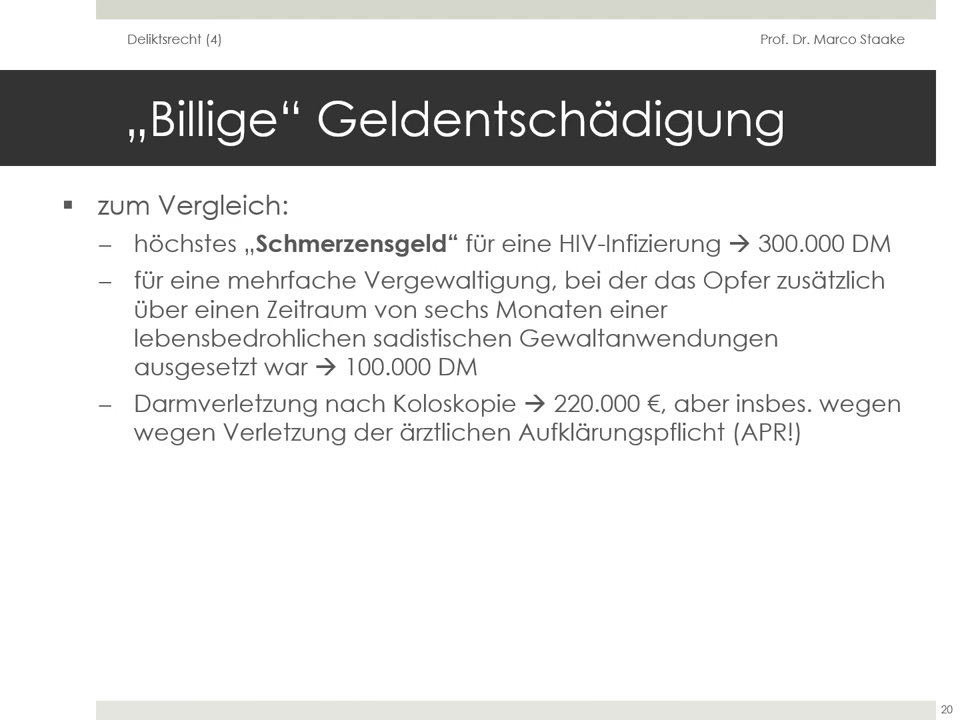 Deliktsrecht (4) Prof. Dr. Marco Staake
„Billige“ Geldentschädigung
▪ zum Vergleich:
– höchstes „Schmerzensgeld“ für eine HIV-Infizierung → 300.000 DM
– für eine mehrfache Vergewaltigung, bei der das Opfer zusätzlich
über einen Zeitraum von sechs Monaten einer
lebensbedrohlichen sadistischen Gewaltanwendungen
ausgesetzt war → 100.000 DM
– Darmverletzung nach Koloskopie → 220.000 €, aber insbes. wegen
wegen Verletzung der ärztlichen Aufklärungspflicht (APR!)
20